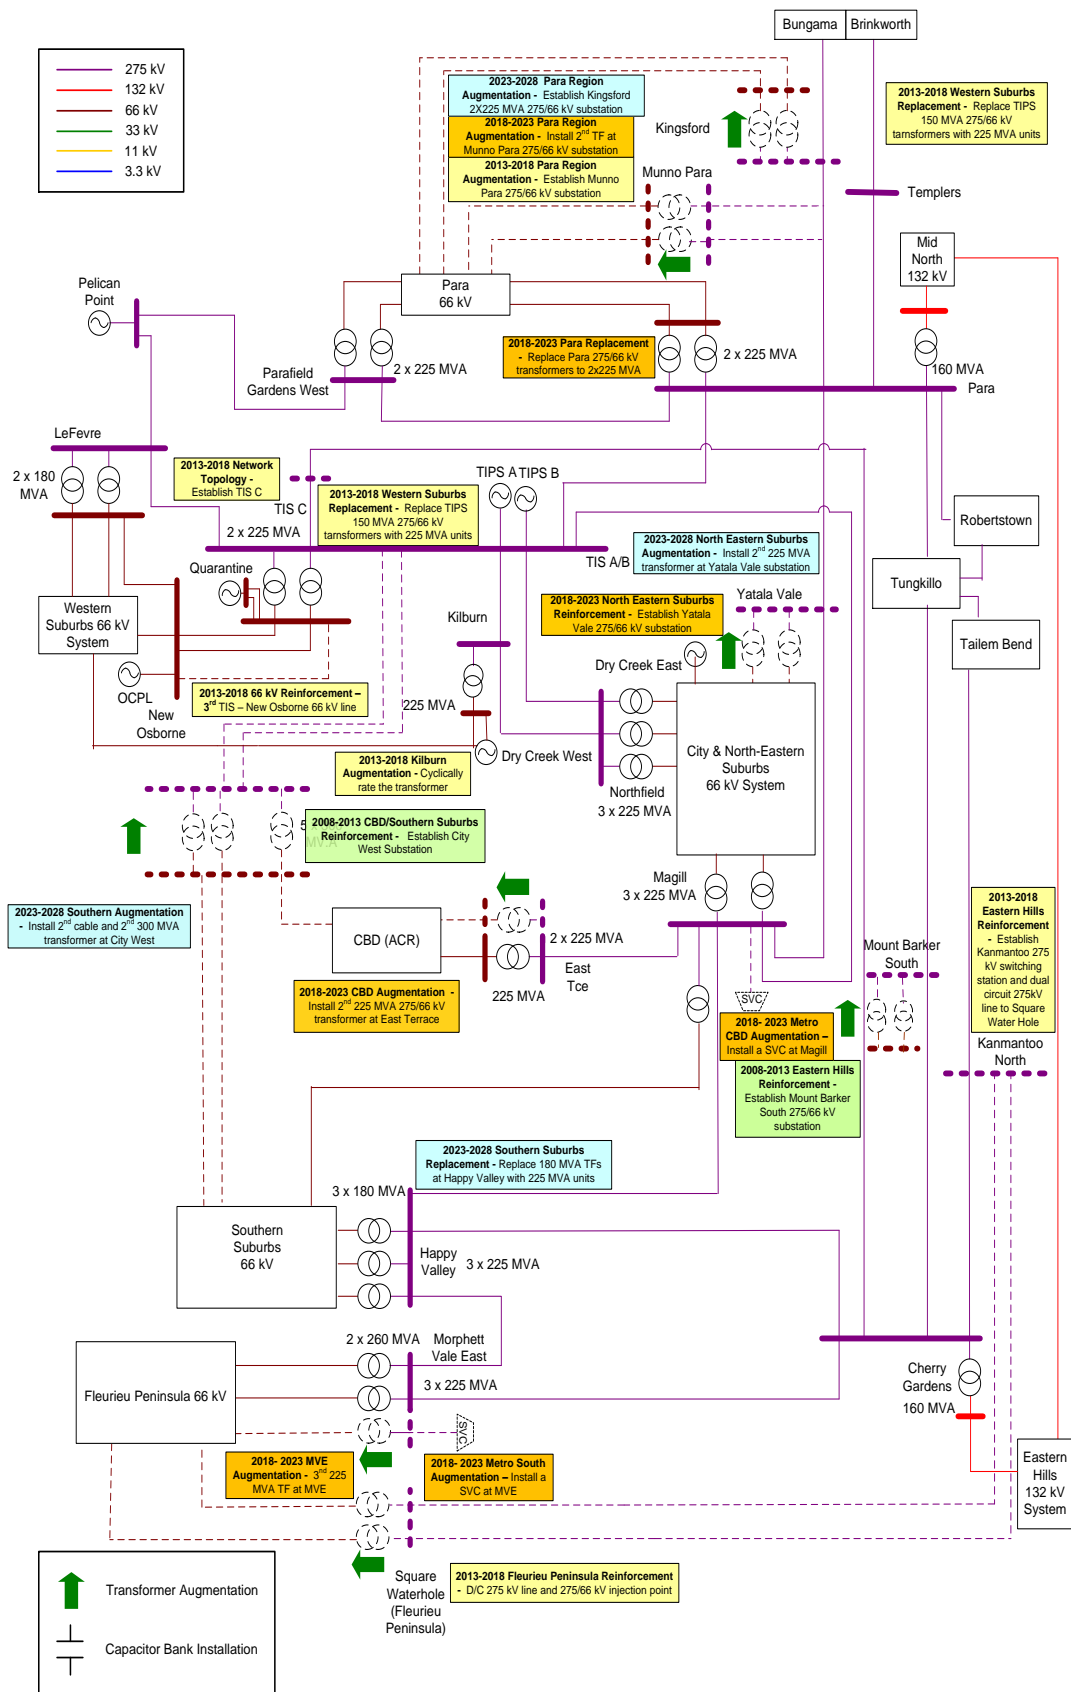 Bungama
Brinkworth
275 kV
132 kV
66 kV
33 kV
11 kV
3.3 kV
2023-2028 Para Region
Augmentation - Establish Kingsford
2X225 MVA 275/66 kV substation
2018-2023 Para Region
Augmentation - Install 2nd TF at
Munno Para 275/66 kV substation
2013-2018 Para Region
Augmentation - Establish Munno
Para 275/66 kV substation
Kingsford
2013-2018 Western Suburbs
Replacement - Replace TIPS
150 MVA 275/66 kV
tarnsformers with 225 MVA units
Munno Para
Templers
Mid
North
132 kV
Para
66 kV
Pelican
Point
2018-2023 Para Replacement
- Replace Para 275/66 kV
transformers to 2x225 MVA
2 x 225 MVA
2 x 225 MVA
Parafield
Gardens West
160 MVA
Para
LeFevre
2 x 180
MVA
2013-2018 Network
Topology -
Establish TIS C
TIS C
2 x 225 MVA
2013-2018 Western Suburbs
Replacement - Replace TIPS
150 MVA 275/66 kV
tarnsformers with 225 MVA units
TIPS A
TIPS B
TIS A/B
2023-2028 North Eastern Suburbs
Augmentation - Install 2nd 225 MVA
transformer at Yatala Vale substation
Robertstown
Tungkillo
Tailem Bend
Quarantine
Western
Suburbs 66 kV
System
Kilburn
2018-2023 North Eastern Suburbs
Reinforcement - Establish Yatala
Vale 275/66 kV substation
Yatala Vale
Dry Creek East
OCPL
New
Osborne
2013-2018 66 kV Reinforcement –
3rd TIS – New Osborne 66 kV line
225 MVA
Dry Creek West
City & North-Eastern
Suburbs
66 kV System
2013-2018 Kilburn
Augmentation - Cyclically
rate the transformer
Northfield
3 x 225 MVA
2008-2013 CBD/Southern Suburbs
Reinforcement - Establish City
West Substation
Magill
3 x 225 MVA
2023-2028 Southern Augmentation
- Install 2nd cable and 2nd 300 MVA
transformer at City West
CBD (ACR)
2 x 225 MVA
East
Tce
225 MVA
2018-2023 CBD Augmentation -
Install 2nd 225 MVA 275/66 kV
transformer at East Terrace
Mount Barker
South
2013-2018
Eastern Hills
Reinforcement
- Establish
Kanmantoo 275
kV switching
station and dual
circuit 275kV
line to Square
Water Hole
SVC
2018- 2023 Metro
CBD Augmentation –
Install a SVC at Magill
2008-2013 Eastern Hills
Reinforcement -
Establish Mount Barker
South 275/66 kV
substation
Kanmantoo
North
2023-2028 Southern Suburbs
Replacement - Replace 180 MVA TFs
at Happy Valley with 225 MVA units
3 x 180 MVA
Southern
Suburbs
66 kV
Happy
Valley
3 x 225 MVA
2 x 260 MVA
Morphett
Vale East
3 x 225 MVA
Fleurieu Peninsula 66 kV
Cherry
Gardens
160 MVA
SVC
2018- 2023 MVE
Augmentation - 3nd 225
MVA TF at MVE
2018- 2023 Metro South
Augmentation – Install a
SVC at MVE
Eastern
Hills
132 kV
System
Square
Waterhole
(Fleurieu
Peninsula)
2013-2018 Fleurieu Peninsula Reinforcement
- D/C 275 kV line and 275/66 kV injection point
Transformer Augmentation
Capacitor Bank Installation